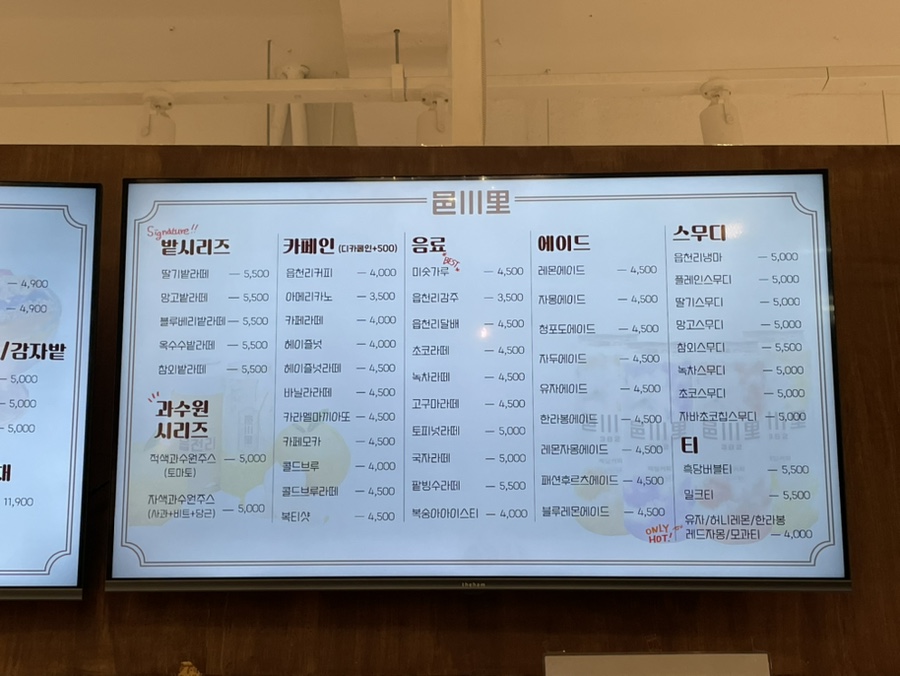 4,900
4,900
/감자밭
5,000
5,000
5,000
11,900
邑川里
Signature!!
밭시리즈
딸기밭라떼 — 5,500
망고밭라떼 — 5,500
블루베리밭라떼 — 5,500
옥수수밭라떼 — 5,500
참외밭라떼 — 5,500
과수원
시리즈
적색과수원주스 — 5,000
(토마토)
자색과수원주스
(사과+비트+당근) — 5,000
카페인 (디카페인+500)
읍천리커피 — 4,000
아메리카노 — 3,500
카페라떼 — 4,000
헤이즐넛 — 4,000
헤이즐넛라떼 — 4,500
바닐라라떼 — 4,500
카라멜마끼아또 — 4,500
카페모카 — 4,500
콜드브루 — 4,000
콜드브루라떼 — 4,500
복티샷 — 4,500
음료
BEST
미숫가루 — 4,500
읍천리감주 — 3,500
읍천리달배 — 4,500
초코라떼 — 4,500
녹차라떼 — 4,500
고구마라떼 — 4,500
토피넛라떼 — 5,000
국자라떼 — 5,000
팥빙수라떼 — 5,500
복숭아아이스티 — 4,000
에이드
레몬에이드 — 4,500
자몽에이드 — 4,500
청포도에이드 — 4,500
자두에이드 — 4,500
유자에이드 — 4,500
한라봉에이드 — 4,500
레몬자몽에이드 — 4,500
패션후르츠에이드 — 4,500
블루레몬에이드 — 4,500
스무디
읍천리냉마 — 5,000
플레인스무디 — 5,000
딸기스무디 — 5,000
망고스무디 — 5,000
참외스무디 — 5,500
녹차스무디 — 5,000
초코스무디 — 5,000
자바초코칩스무디 — 5,000
티
흑당버블티 — 5,500
밀크티 — 5,500
ONLY
HOT!
유자/허니레몬/한라봉
레드자몽/모과티 — 4,000
theham